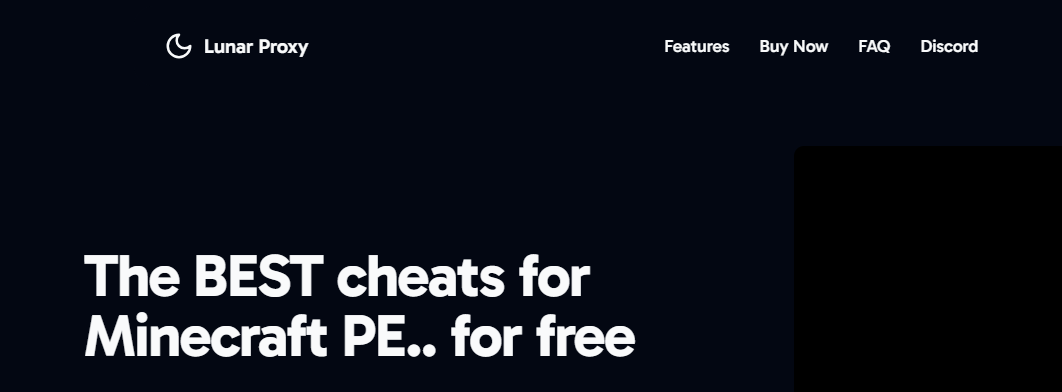 Lunar Proxy
Features Buy Now FAQ Discord
The BEST cheats for
Minecraft PE.. for free